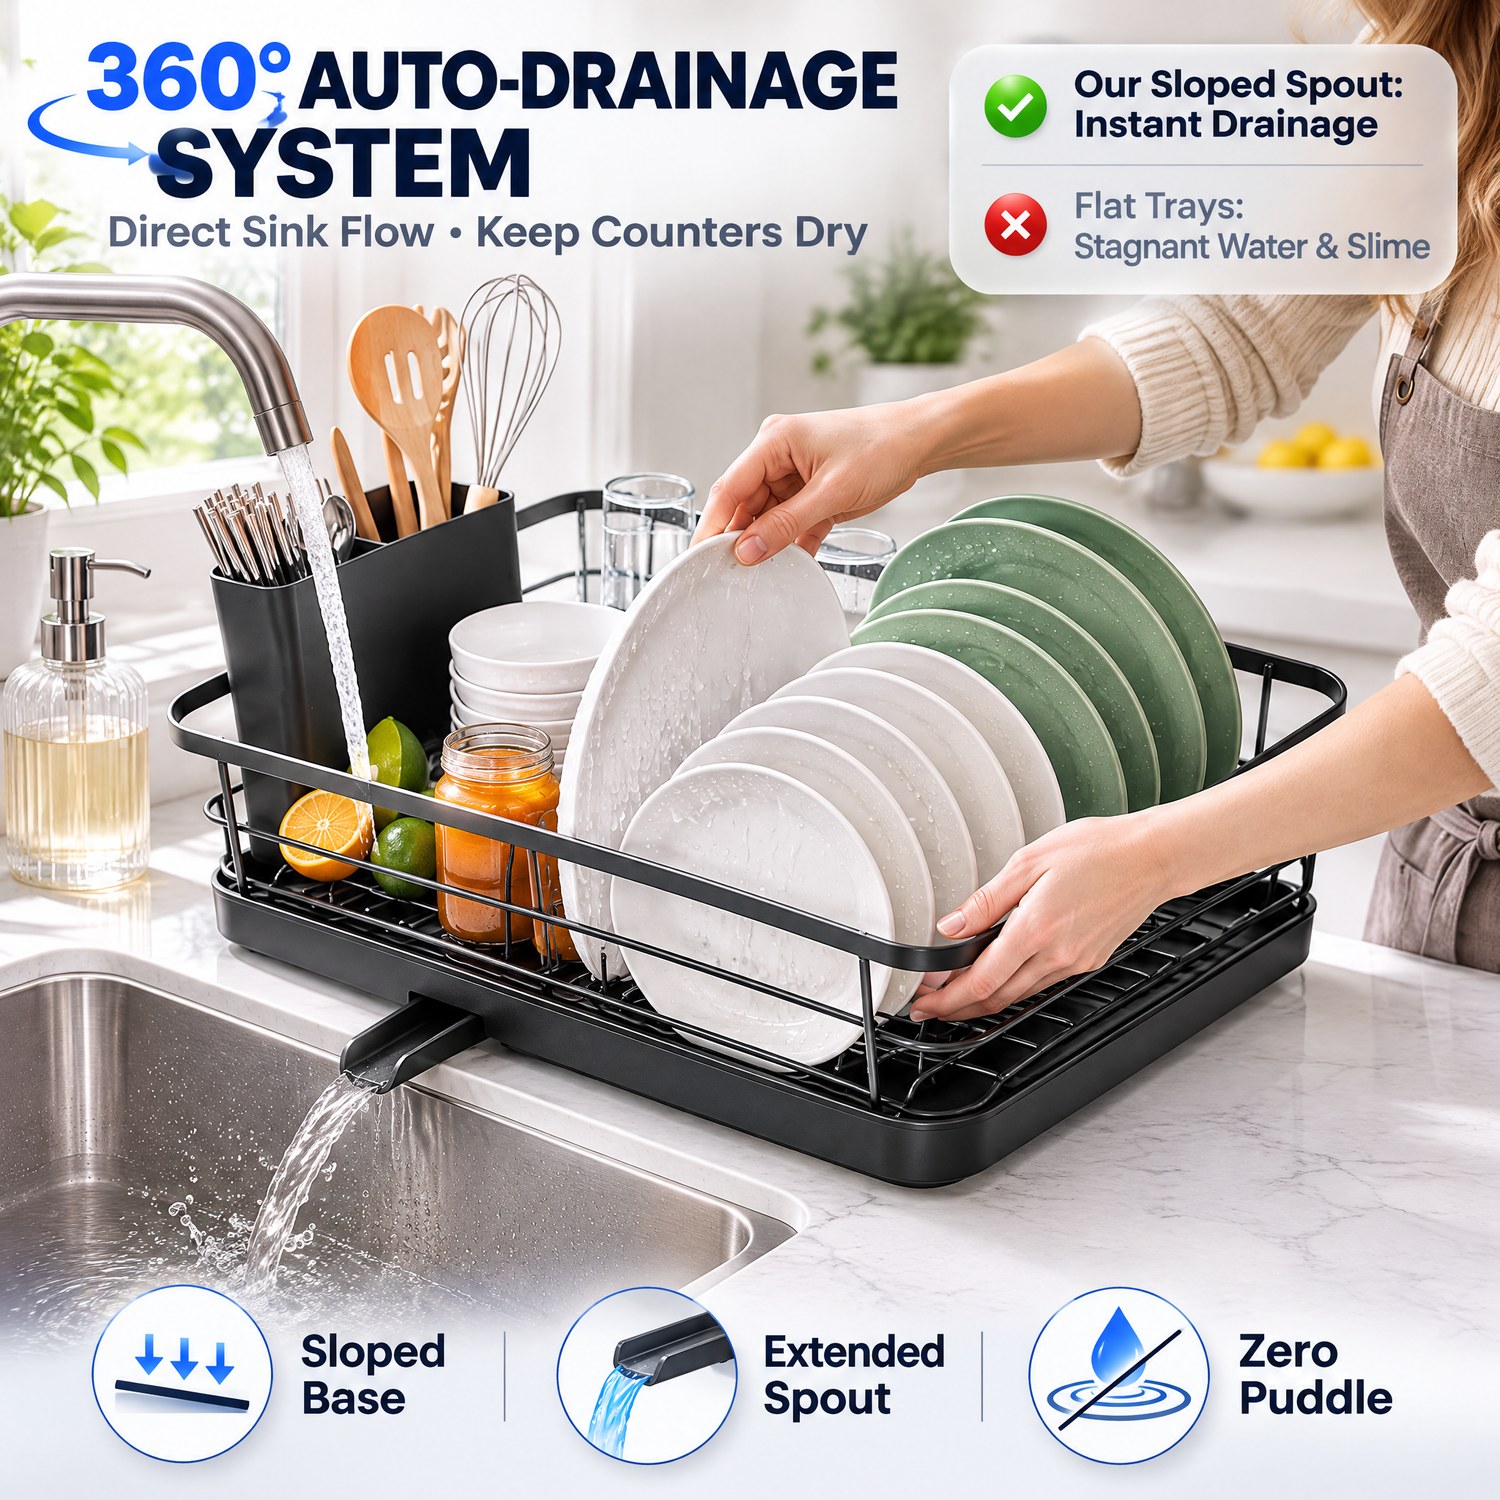 360° AUTO-DRAINAGE
SYSTEM
Direct Sink Flow • Keep Counters Dry
Our Sloped Spout:
Instant Drainage
Flat Trays:
Stagnant Water & Slime
Sloped
Base
Extended
Spout
Zero
Puddle